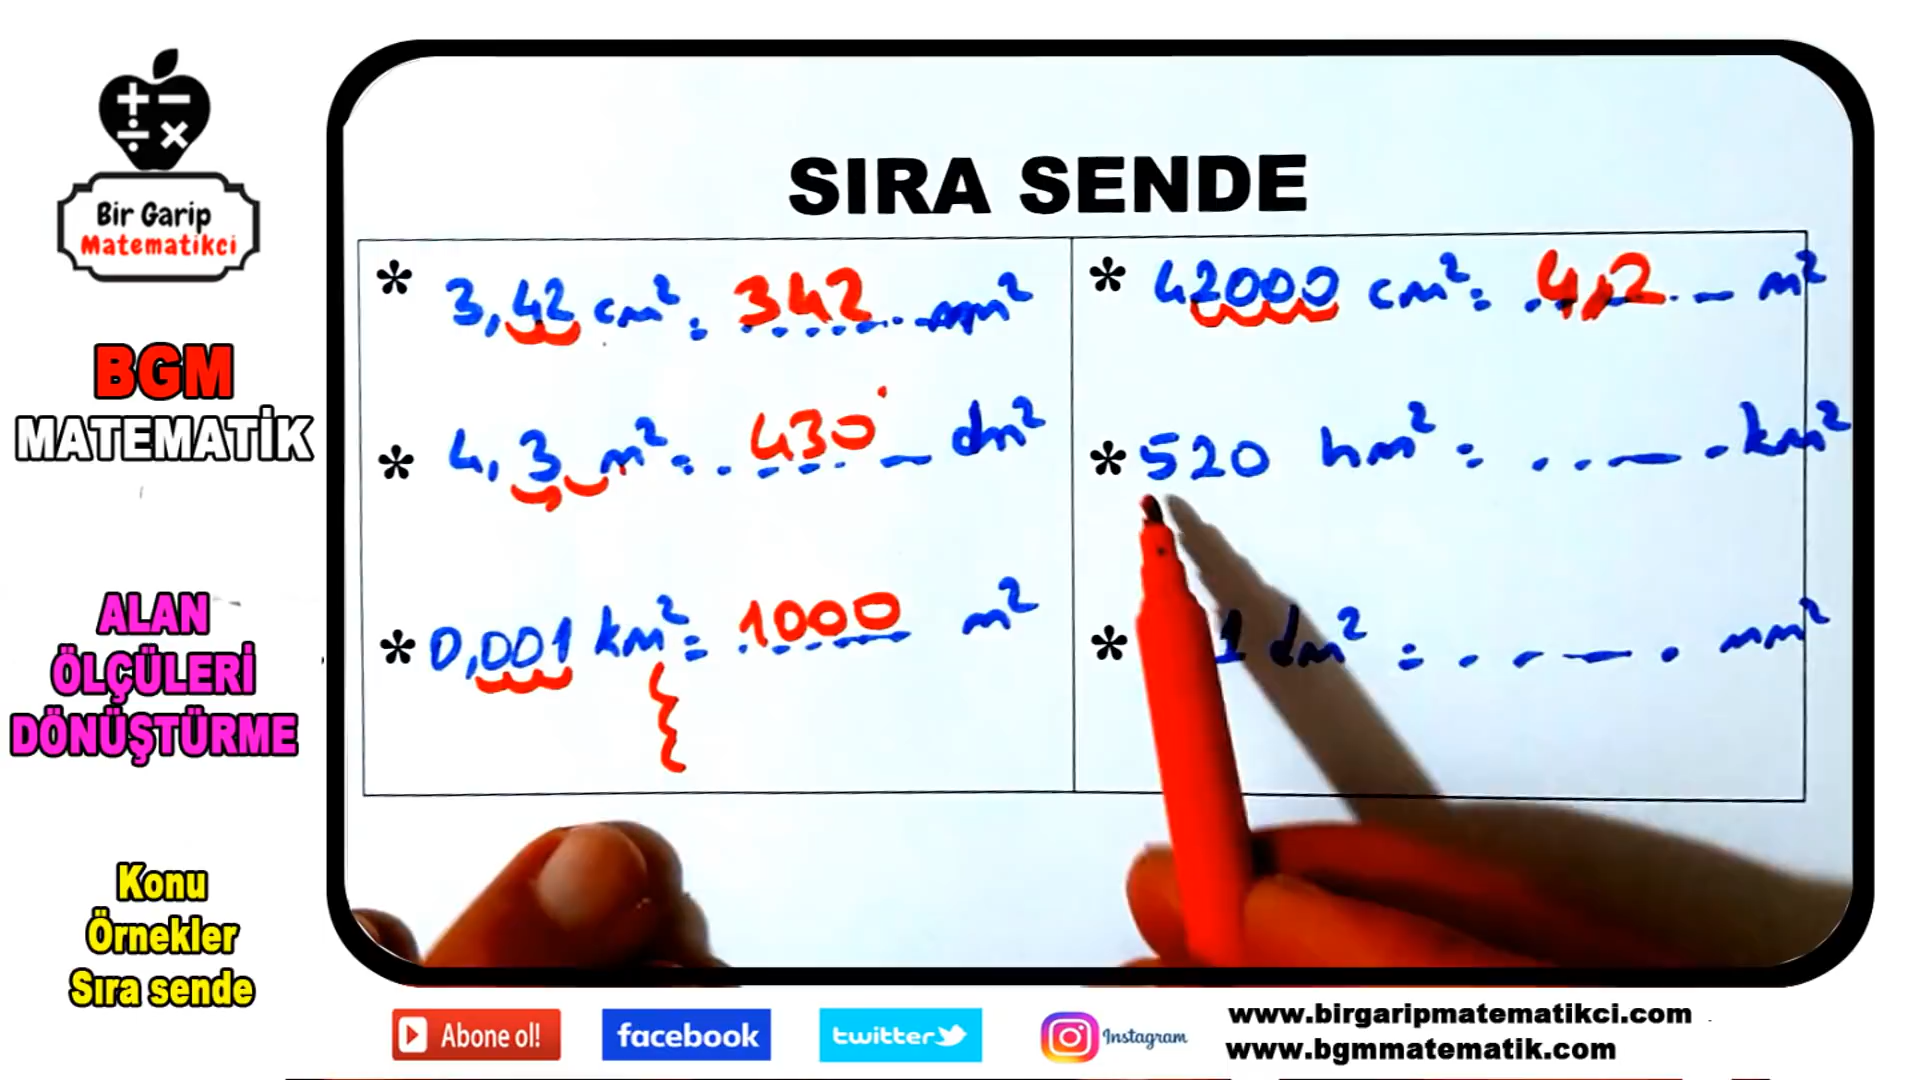 Bir Garip
Matematikci
BGM
MATEMATİK
ALAN
ÖLÇÜLERİ
DÖNÜŞTÜRME
Konu
Örnekler
Sıra sende
SIRA SENDE
* 3,42 cm² = 342 mm²
* 4,3 m² = 430 dm²
* 0,001 km² = 1000 m²
* 42000 cm² = 4,2 m²
* 520 hm² = ........ km²
* 1 dm² = ........ mm²
Abone ol!
facebook
twitter
Instagram
www.birgaripmatematikci.com
www.bgmmatematik.com